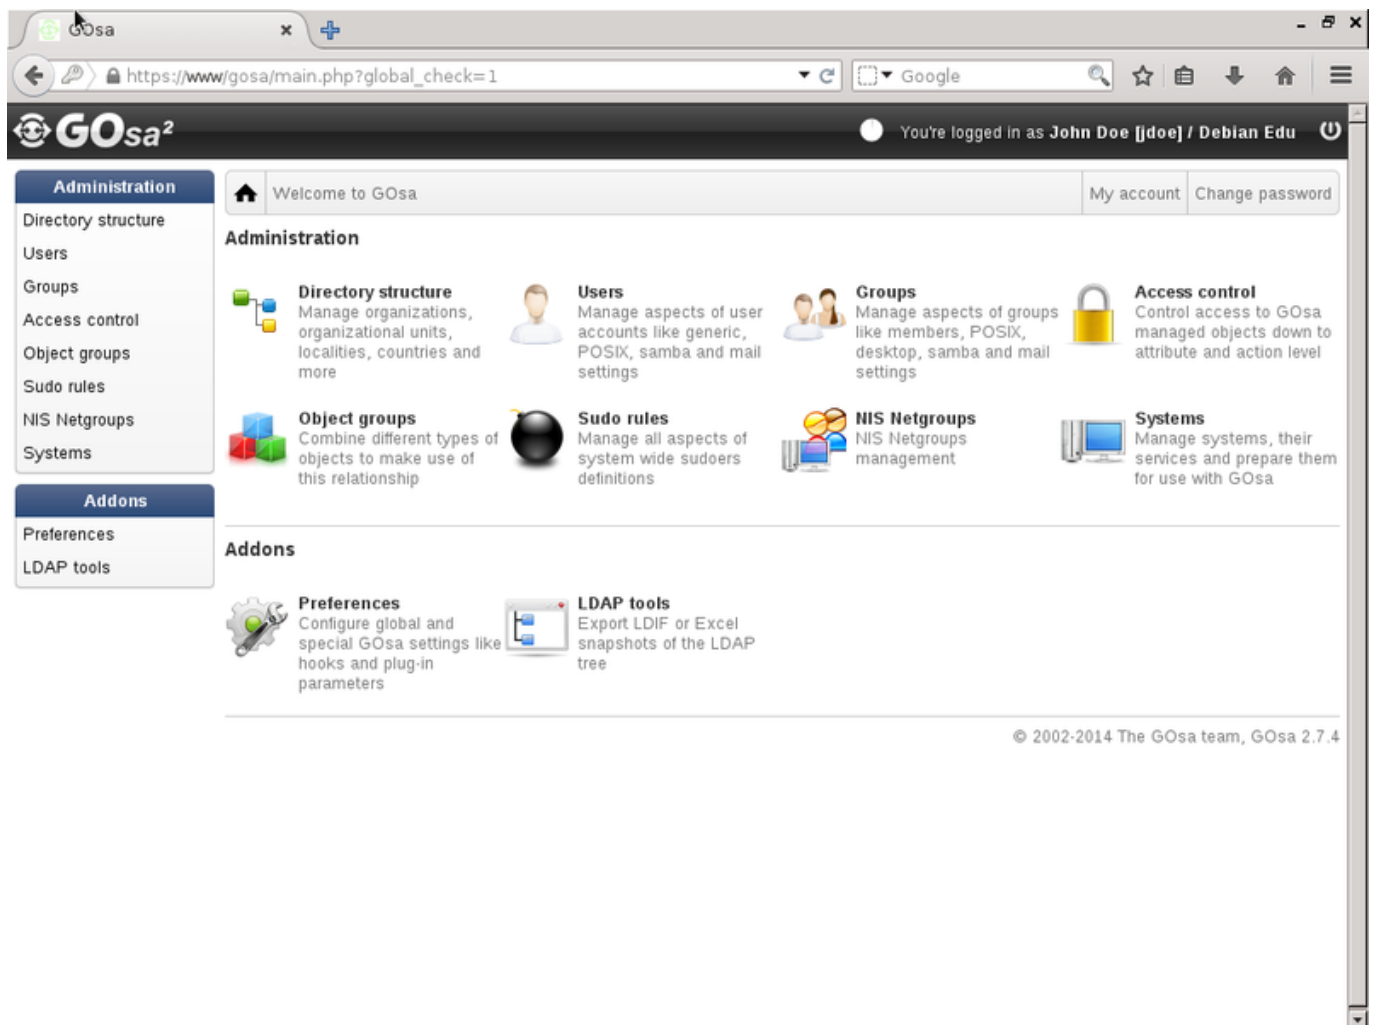 GOsa
https://www/gosa/main.php?global_check=1
Google
GOsa²
You're logged in as John Doe [jdoe] / Debian Edu
Administration
Directory structure
Users
Groups
Access control
Object groups
Sudo rules
NIS Netgroups
Systems
Addons
Preferences
LDAP tools
Welcome to GOsa
My account
Change password
Administration
Directory structure
Manage organizations,
organizational units,
localities, countries and
more
Users
Manage aspects of user
accounts like generic,
POSIX, samba and mail
settings
Groups
Manage aspects of groups
like members, POSIX,
desktop, samba and mail
settings
Access control
Control access to GOsa
managed objects down to
attribute and action level
Object groups
Combine different types of
objects to make use of
this relationship
Sudo rules
Manage all aspects of
system wide sudoers
definitions
NIS Netgroups
NIS Netgroups
management
Systems
Manage systems, their
services and prepare them
for use with GOsa
Addons
Preferences
Configure global and
special GOsa settings like
hooks and plug-in
parameters
LDAP tools
Export LDIF or Excel
snapshots of the LDAP
tree
© 2002-2014 The GOsa team, GOsa 2.7.4